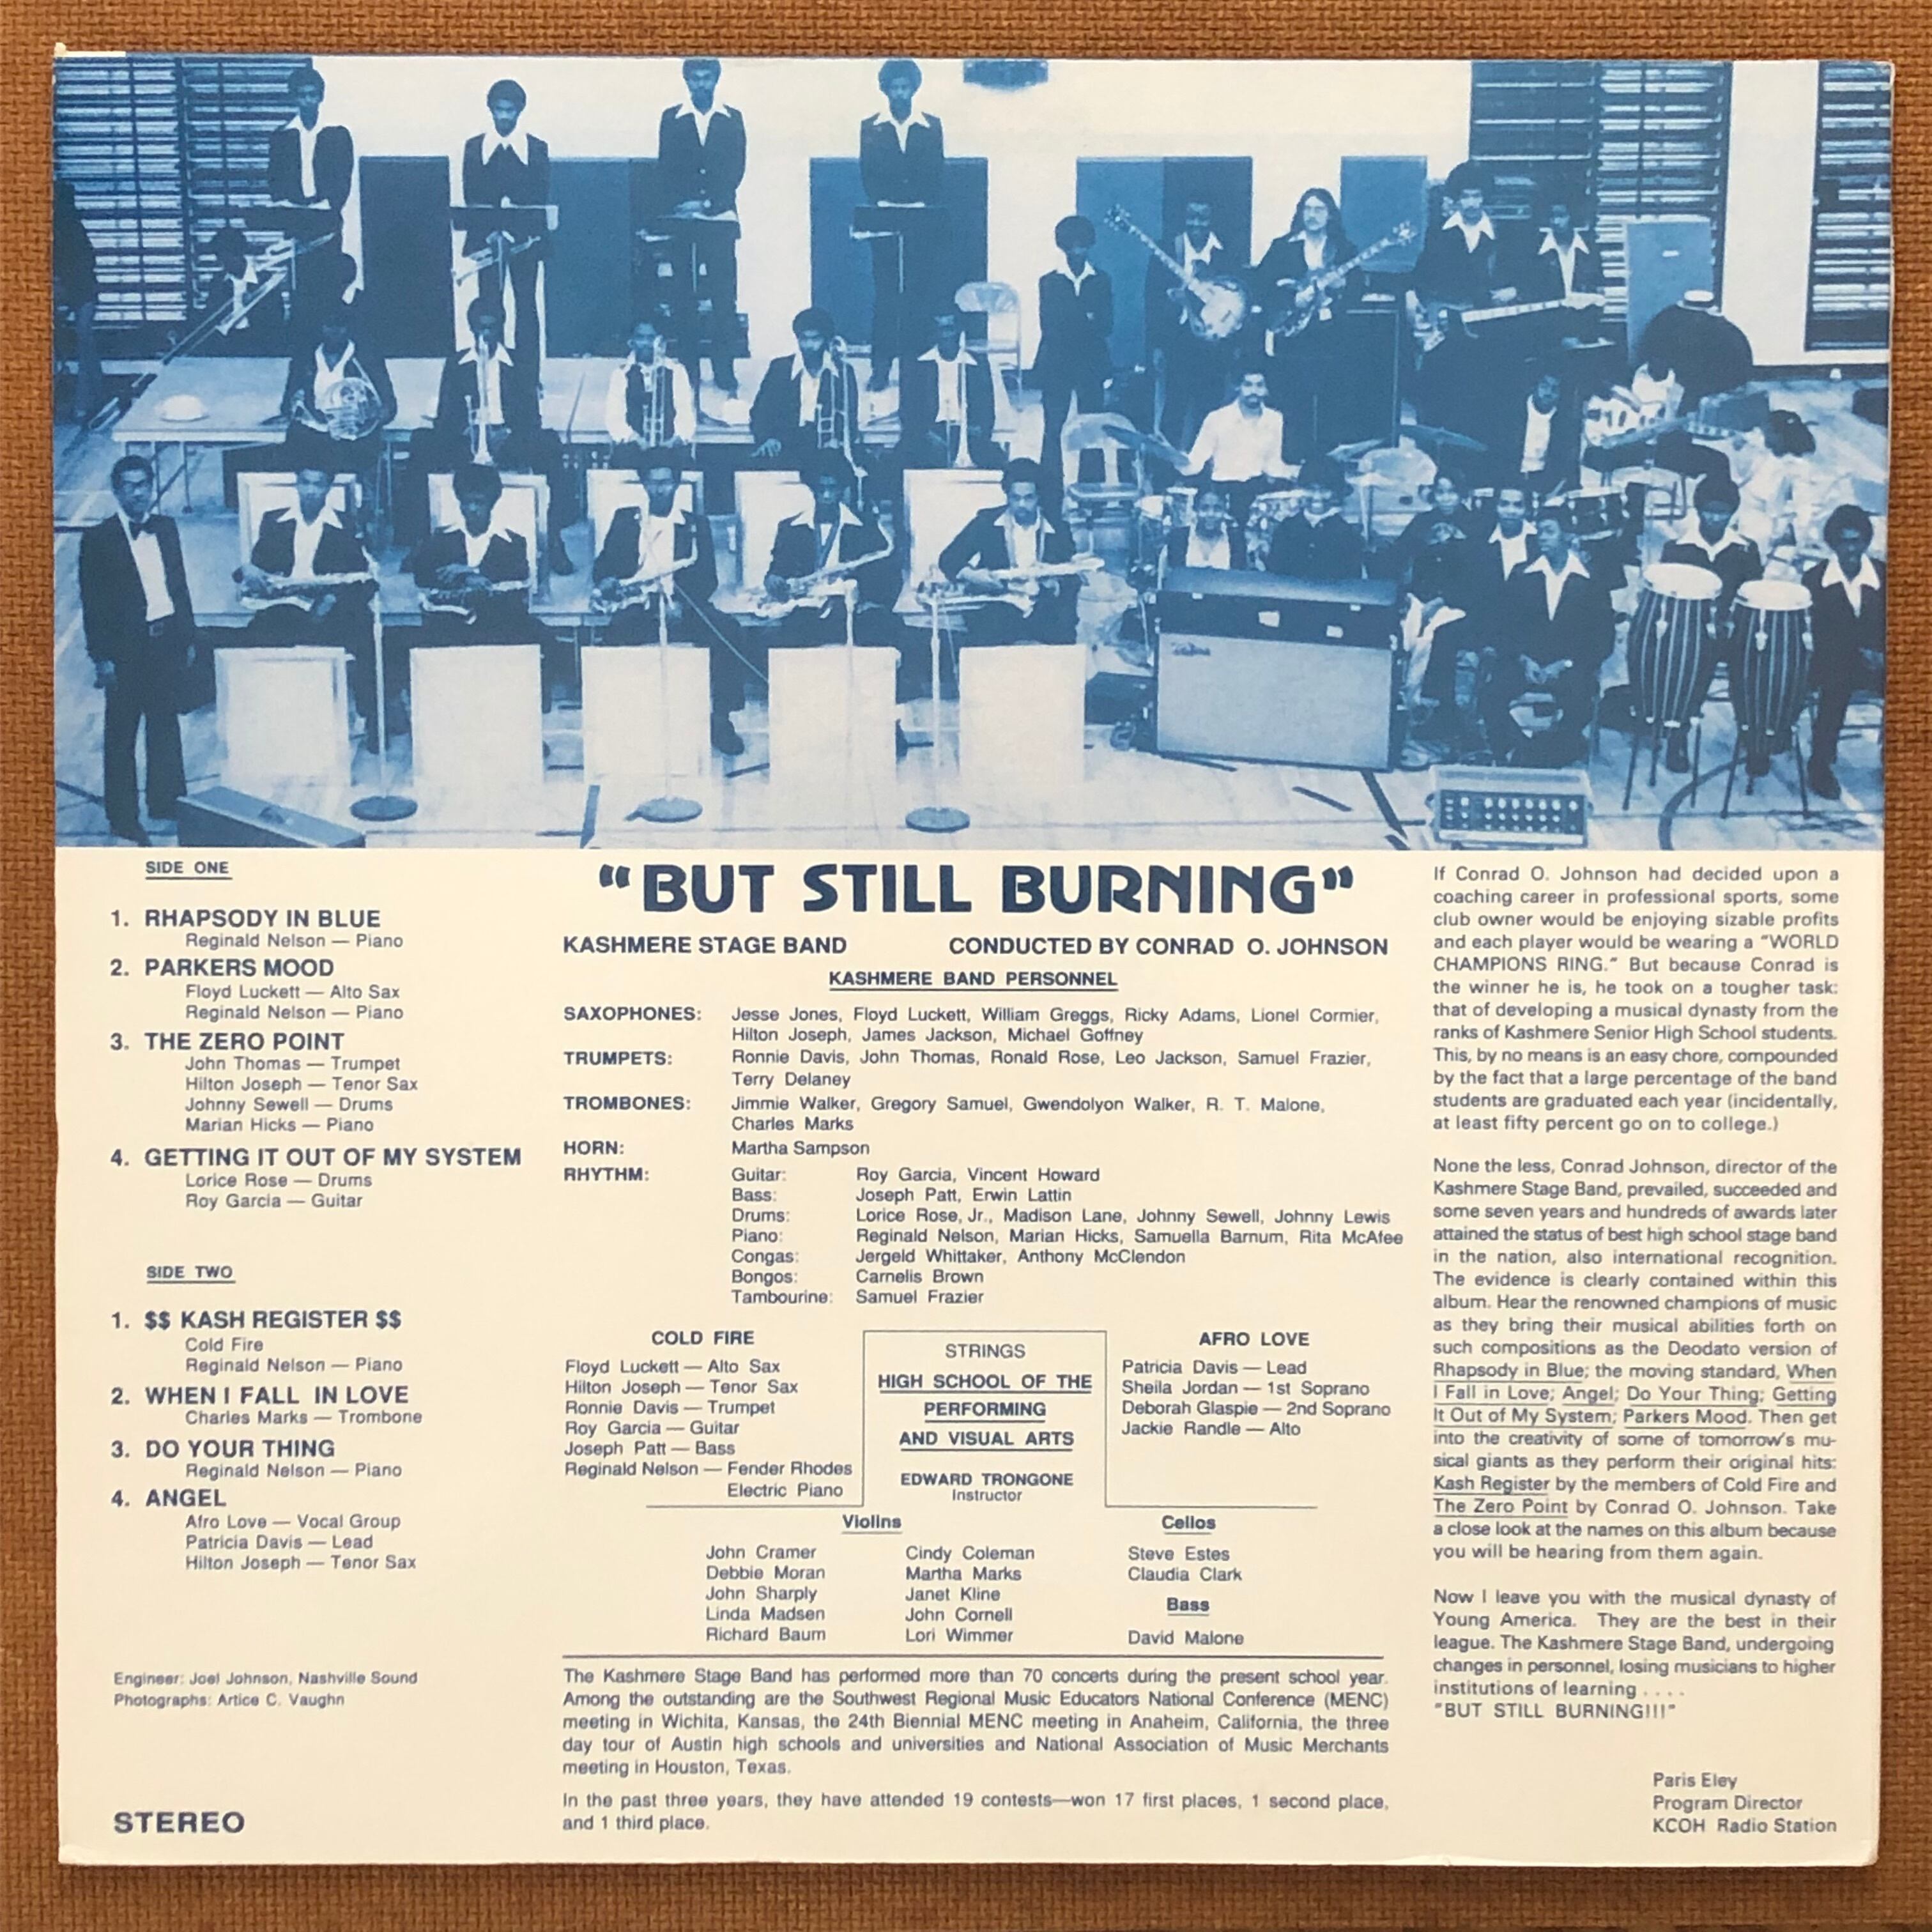 SIDE ONE
1. RHAPSODY IN BLUE
Reginald Nelson — Piano
2. PARKERS MOOD
Floyd Luckett — Alto Sax
Reginald Nelson — Piano
3. THE ZERO POINT
John Thomas — Trumpet
Hilton Joseph — Tenor Sax
Johnny Sewell — Drums
Marian Hicks — Piano
4. GETTING IT OUT OF MY SYSTEM
Lorice Rose — Drums
Roy Garcia — Guitar
SIDE TWO
1. $$ KASH REGISTER $$
Cold Fire
Reginald Nelson — Piano
2. WHEN I FALL IN LOVE
Charles Marks — Trombone
3. DO YOUR THING
Reginald Nelson — Piano
4. ANGEL
Afro Love — Vocal Group
Patricia Davis — Lead
Hilton Joseph — Tenor Sax
Engineer: Joel Johnson, Nashville Sound
Photographs: Artice C. Vaughn
STEREO
"BUT STILL BURNING"
KASHMERE STAGE BAND CONDUCTED BY CONRAD O. JOHNSON
KASHMERE BAND PERSONNEL
SAXOPHONES: Jesse Jones, Floyd Luckett, William Greggs, Ricky Adams, Lionel Cormier,
Hilton Joseph, James Jackson, Michael Goffney
TRUMPETS: Ronnie Davis, John Thomas, Ronald Rose, Leo Jackson, Samuel Frazier,
Terry Delaney
TROMBONES: Jimmie Walker, Gregory Samuel, Gwendolyon Walker, R. T. Malone,
Charles Marks
HORN: Martha Sampson
RHYTHM: Guitar: Roy Garcia, Vincent Howard
Bass: Joseph Patt, Erwin Lattin
Drums: Lorice Rose, Jr., Madison Lane, Johnny Sewell, Johnny Lewis
Piano: Reginald Nelson, Marian Hicks, Samuella Barnum, Rita McAfee
Congas: Jergeld Whittaker, Anthony McClendon
Bongos: Carnelis Brown
Tambourine: Samuel Frazier
COLD FIRE
Floyd Luckett — Alto Sax
Hilton Joseph — Tenor Sax
Ronnie Davis — Trumpet
Roy Garcia — Guitar
Joseph Patt — Bass
Reginald Nelson — Fender Rhodes
Electric Piano
STRINGS
HIGH SCHOOL OF THE
PERFORMING
AND VISUAL ARTS
EDWARD TRONGONE
Instructor
AFRO LOVE
Patricia Davis — Lead
Sheila Jordan — 1st Soprano
Deborah Glaspie — 2nd Soprano
Jackie Randle — Alto
Violins
John Cramer
Debbie Moran
John Sharply
Linda Madsen
Richard Baum
Cindy Coleman
Martha Marks
Janet Kline
John Cornell
Lori Wimmer
Cellos
Steve Estes
Claudia Clark
Bass
David Malone
The Kashmere Stage Band has performed more than 70 concerts during the present school year.
Among the outstanding are the Southwest Regional Music Educators National Conference (MENC)
meeting in Wichita, Kansas, the 24th Biennial MENC meeting in Anaheim, California, the three
day tour of Austin high schools and universities and National Association of Music Merchants
meeting in Houston, Texas.
In the past three years, they have attended 19 contests—won 17 first places, 1 second place,
and 1 third place.
If Conrad O. Johnson had decided upon a
coaching career in professional sports, some
club owner would be enjoying sizable profits
and each player would be wearing a "WORLD
CHAMPIONS RING." But because Conrad is
the winner he is, he took on a tougher task:
that of developing a musical dynasty from the
ranks of Kashmere Senior High School students.
This, by no means is an easy chore, compounded
by the fact that a large percentage of the band
students are graduated each year (incidentally,
at least fifty percent go on to college.)
None the less, Conrad Johnson, director of the
Kashmere Stage Band, prevailed, succeeded and
some seven years and hundreds of awards later
attained the status of best high school stage band
in the nation, also international recognition.
The evidence is clearly contained within this
album. Hear the renowned champions of music
as they bring their musical abilities forth on
such compositions as the Deodato version of
Rhapsody in Blue; the moving standard, When
I Fall in Love; Angel; Do Your Thing; Getting
It Out of My System; Parkers Mood. Then get
into the creativity of some of tomorrow's mu-
sical giants as they perform their original hits:
Kash Register by the members of Cold Fire and
The Zero Point by Conrad O. Johnson. Take
a close look at the names on this album because
you will be hearing from them again.
Now I leave you with the musical dynasty of
Young America. They are the best in their
league. The Kashmere Stage Band, undergoing
changes in personnel, losing musicians to higher
institutions of learning . . . .
"BUT STILL BURNING!!!"
Paris Eley
Program Director
KCOH Radio Station